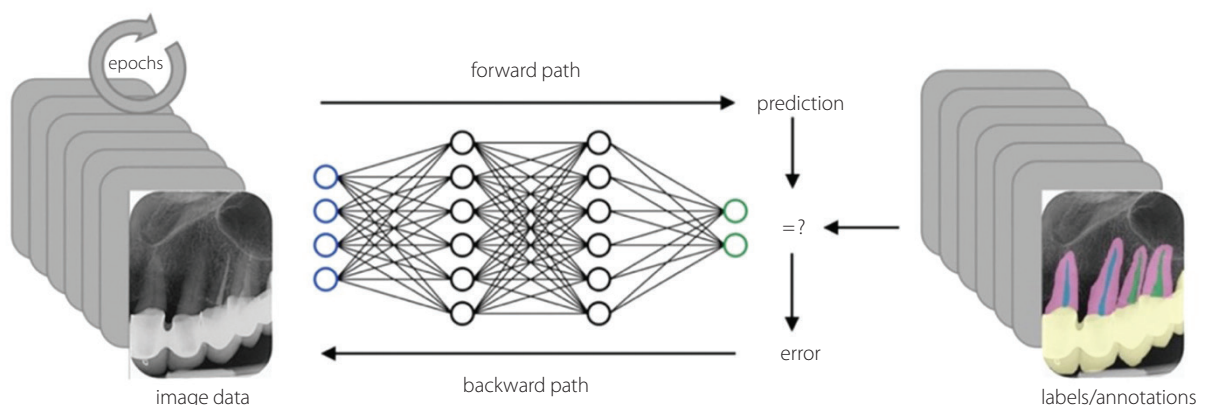 epochs
forward path
prediction
=?
error
backward path
image data
labels/annotations